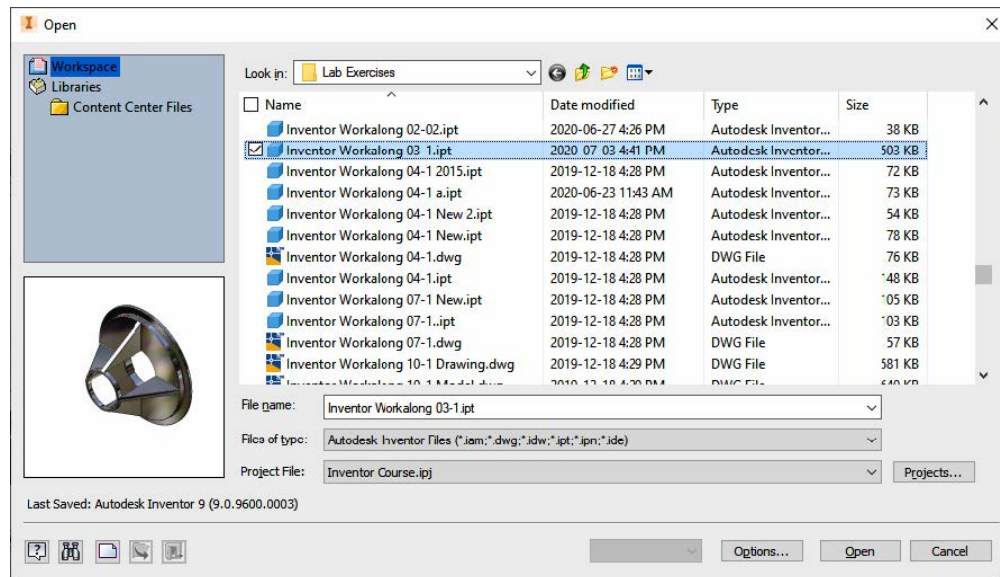 Open
Workspace
Libraries
Content Center Files
Look in: Lab Exercises
Name Date modified Type Size
Inventor Workalong 02-02.ipt 2020-06-27 4:26 PM Autodesk Inventor... 38 KB
Inventor Workalong 03 1.ipt 2020 07 03 4:41 PM Autodesk Inventor... 503 KB
Inventor Workalong 04-1 2015.ipt 2019-12-18 4:28 PM Autodesk Inventor... 72 KB
Inventor Workalong 04-1 a.ipt 2020-06-23 11:43 AM Autodesk Inventor... 73 KB
Inventor Workalong 04-1 New 2.ipt 2019-12-18 4:28 PM Autodesk Inventor... 54 KB
Inventor Workalong 04-1 New.ipt 2019-12-18 4:28 PM Autodesk Inventor... 78 KB
Inventor Workalong 04-1.dwg 2019-12-18 4:28 PM DWG File 76 KB
Inventor Workalong 04-1.ipt 2019-12-18 4:28 PM Autodesk Inventor... 148 KB
Inventor Workalong 07-1 New.ipt 2019-12-18 4:28 PM Autodesk Inventor... 105 KB
Inventor Workalong 07-1..ipt 2019-12-18 4:28 PM Autodesk Inventor... 103 KB
Inventor Workalong 07-1.dwg 2019-12-18 4:28 PM DWG File 57 KB
Inventor Workalong 10-1 Drawing.dwg 2019-12-18 4:29 PM DWG File 581 KB
File name: Inventor Workalong 03-1.ipt
Files of type: Autodesk Inventor Files (*.iam;*.dwg;*.idw;*.ipt;*.ipn;*.ide)
Project File: Inventor Course.ipj Projects...
Last Saved: Autodesk Inventor 9 (9.0.9600.0003)
Options... Open Cancel